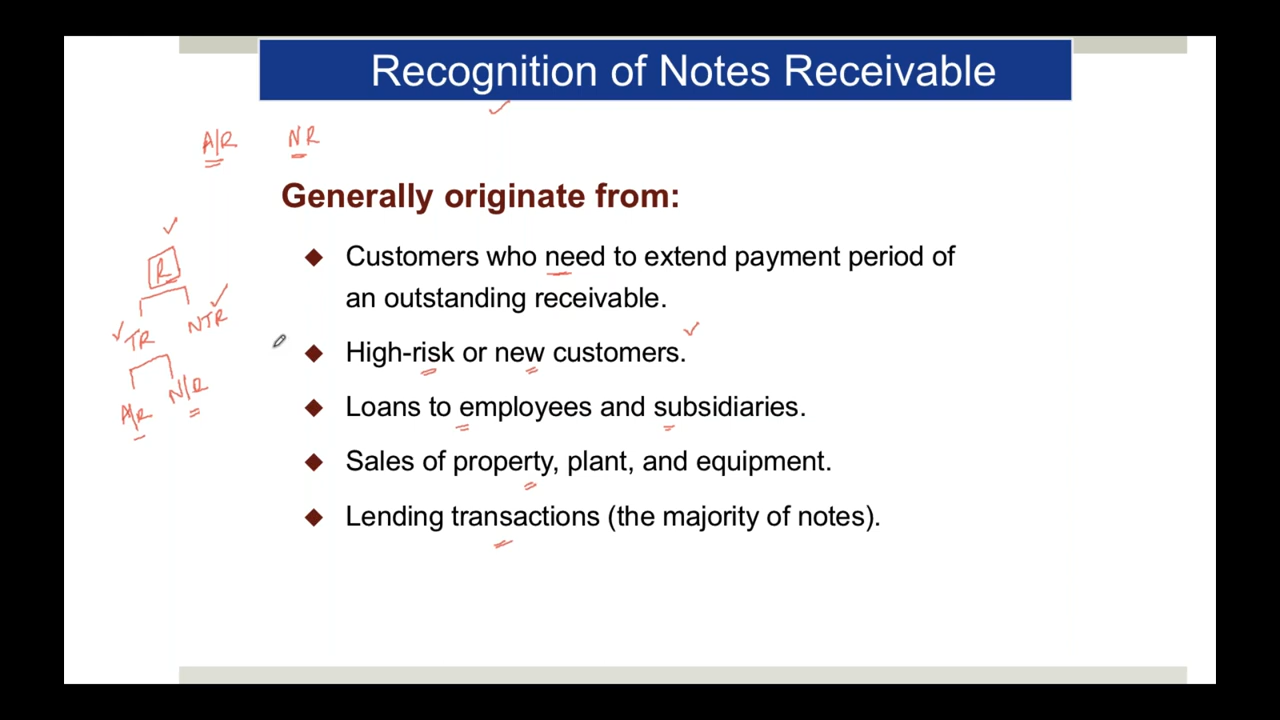 Recognition of Notes Receivable
A/R NR
Generally originate from:
◆ Customers who need to extend payment period of
an outstanding receivable.
R
TR NTR
◆ High-risk or new customers.
A/R N/R
◆ Loans to employees and subsidiaries.
◆ Sales of property, plant, and equipment.
◆ Lending transactions (the majority of notes).